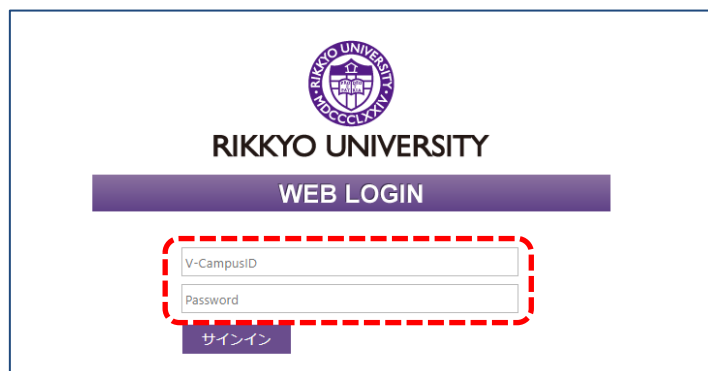 RIKKYO UNIVERSITY
MDCCCLXXIV
RIKKYO UNIVERSITY
WEB LOGIN
V-CampusID
Password
サインイン